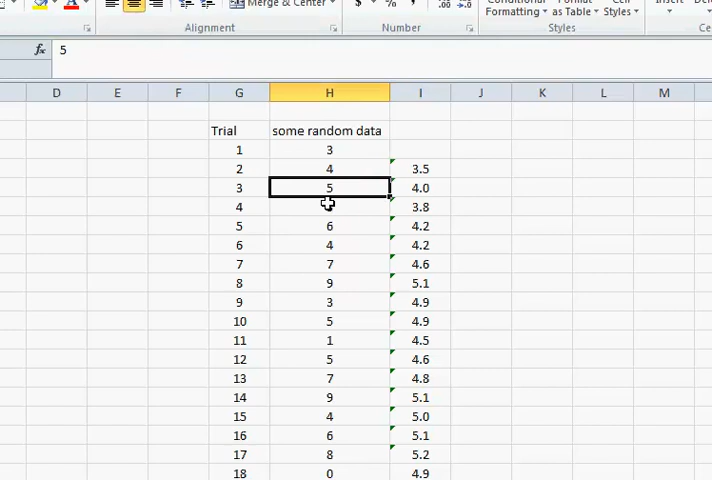 Merge & Center $ % , .00 Conditional Format Cell Insert
Formatting as Table Styles
Alignment Number Styles
fx 5
D E F G H I J K L M
Trial some random data
1 3
2 4 3.5
3 5 4.0
4 3.8
5 6 4.2
6 4 4.2
7 7 4.6
8 9 5.1
9 3 4.9
10 5 4.9
11 1 4.5
12 5 4.6
13 7 4.8
14 9 5.1
15 4 5.0
16 6 5.1
17 8 5.2
18 0 4.9